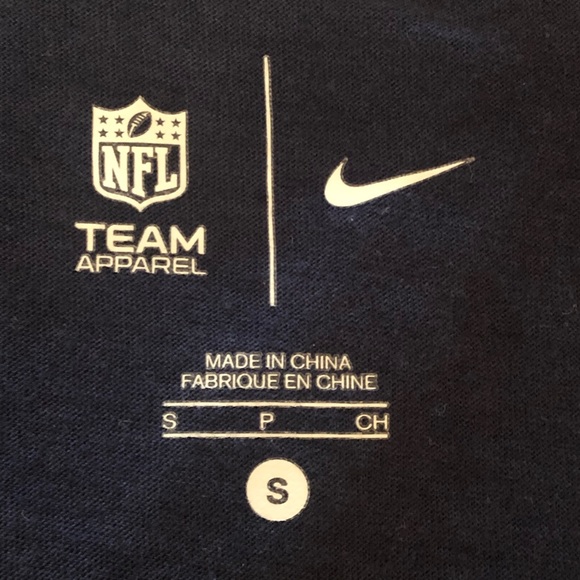 NFL
TEAM
APPAREL
MADE IN CHINA
FABRIQUE EN CHINE
S P CH
S